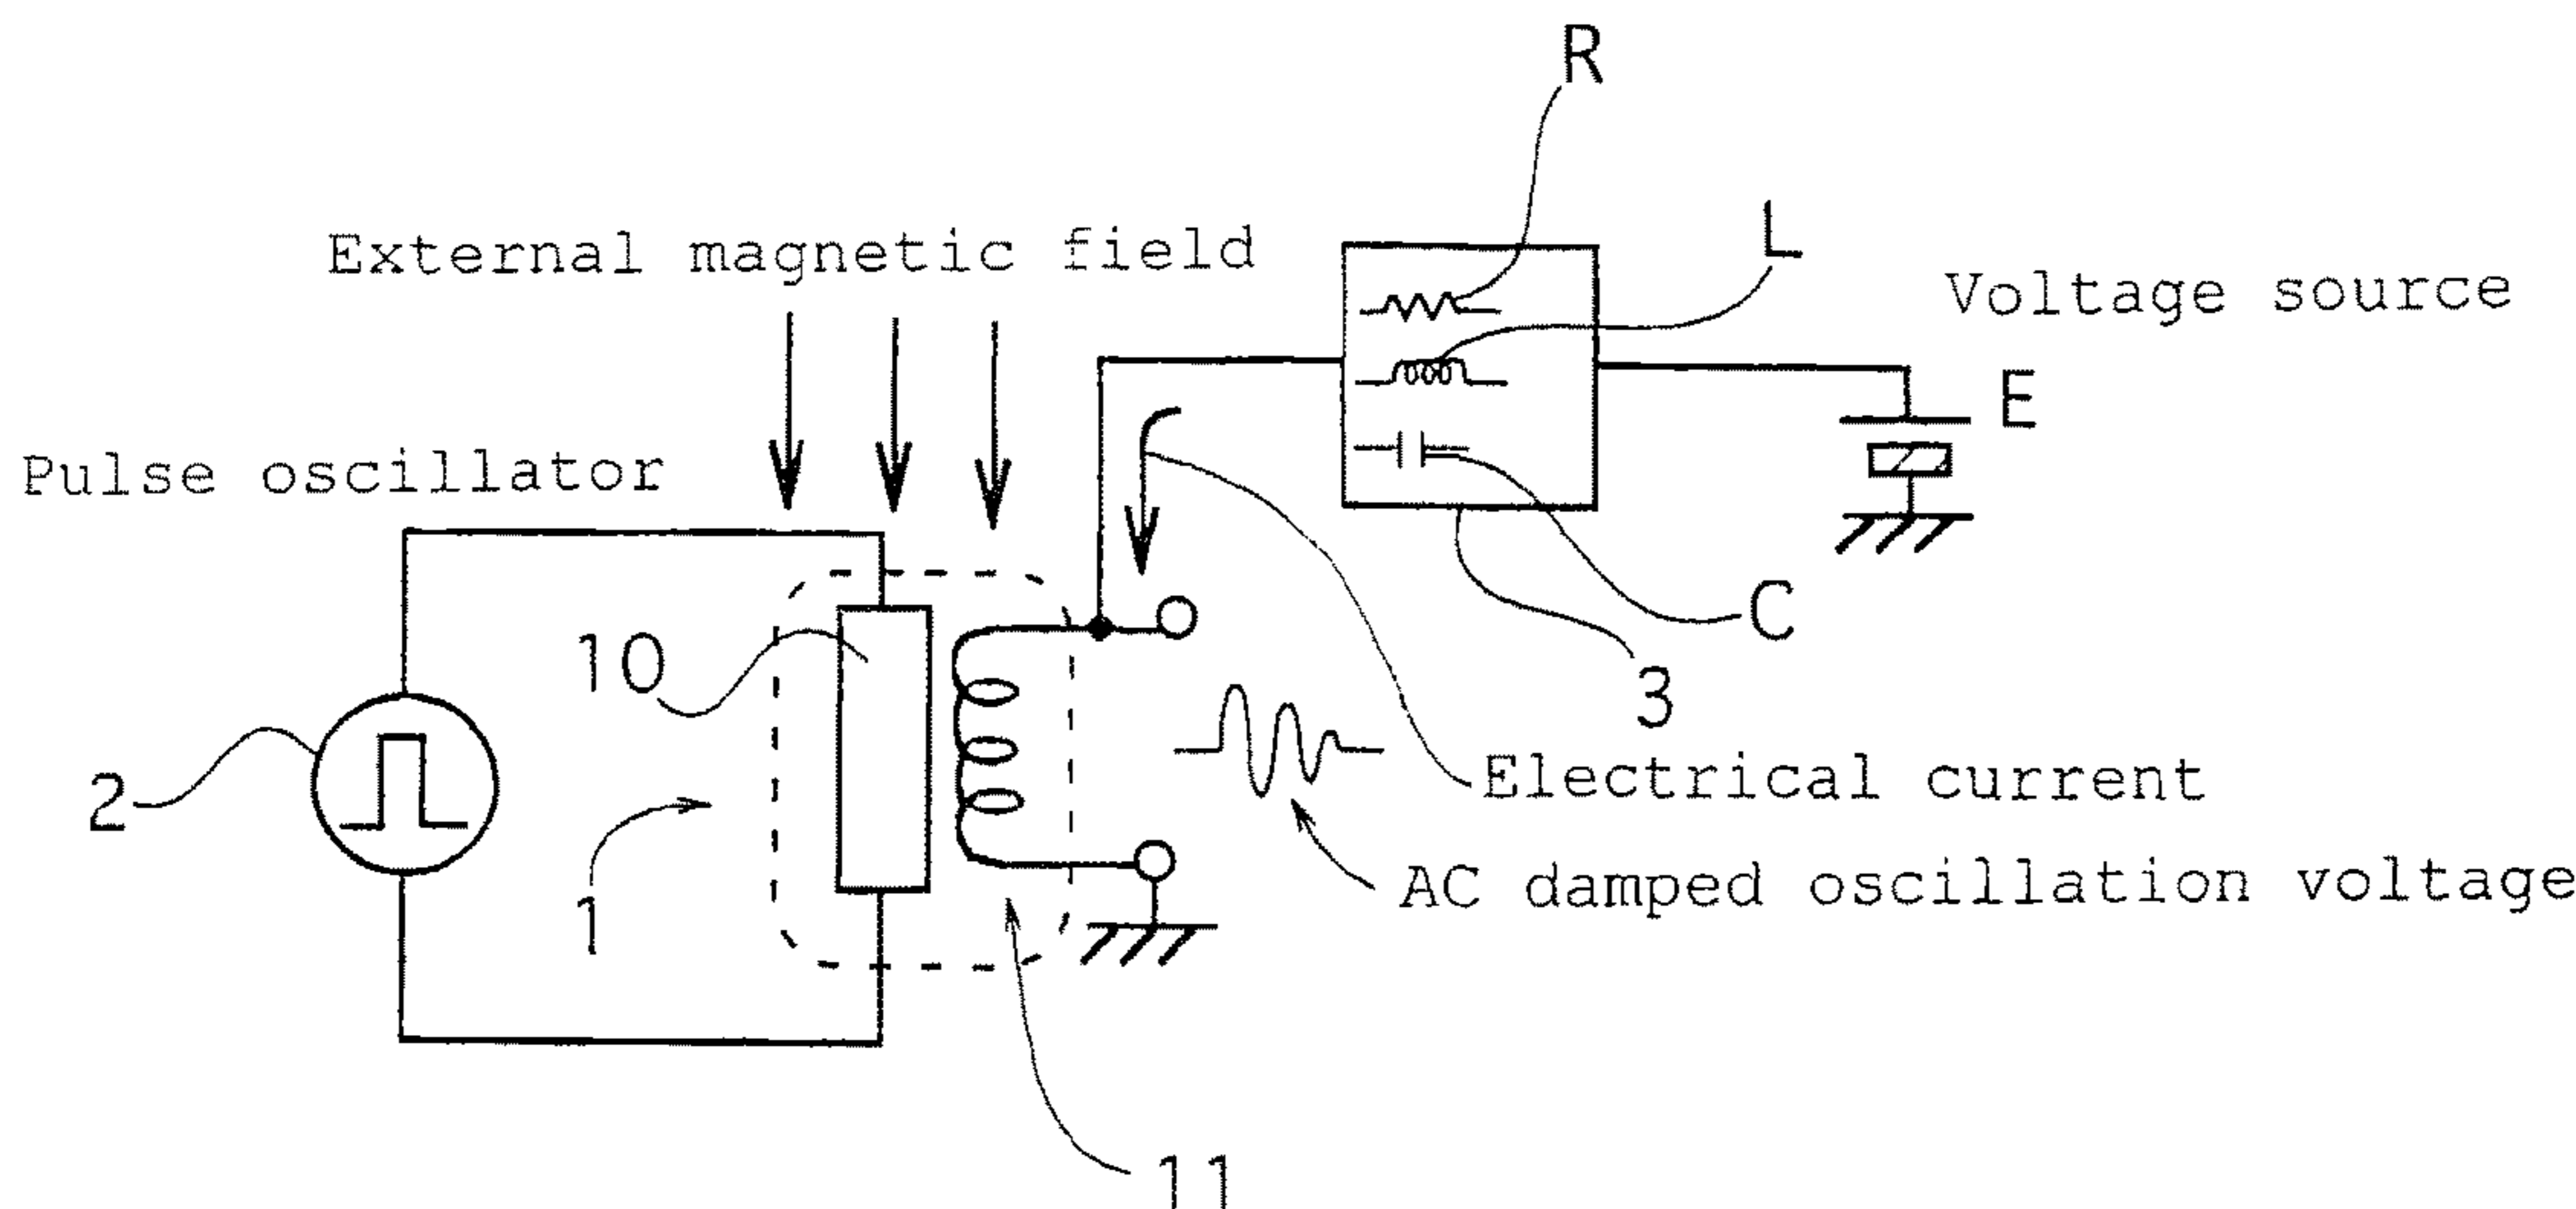 R
L
External magnetic field
Voltage source
E
Pulse oscillator
10
C
3
2
Electrical current
1
AC damped oscillation voltage
11